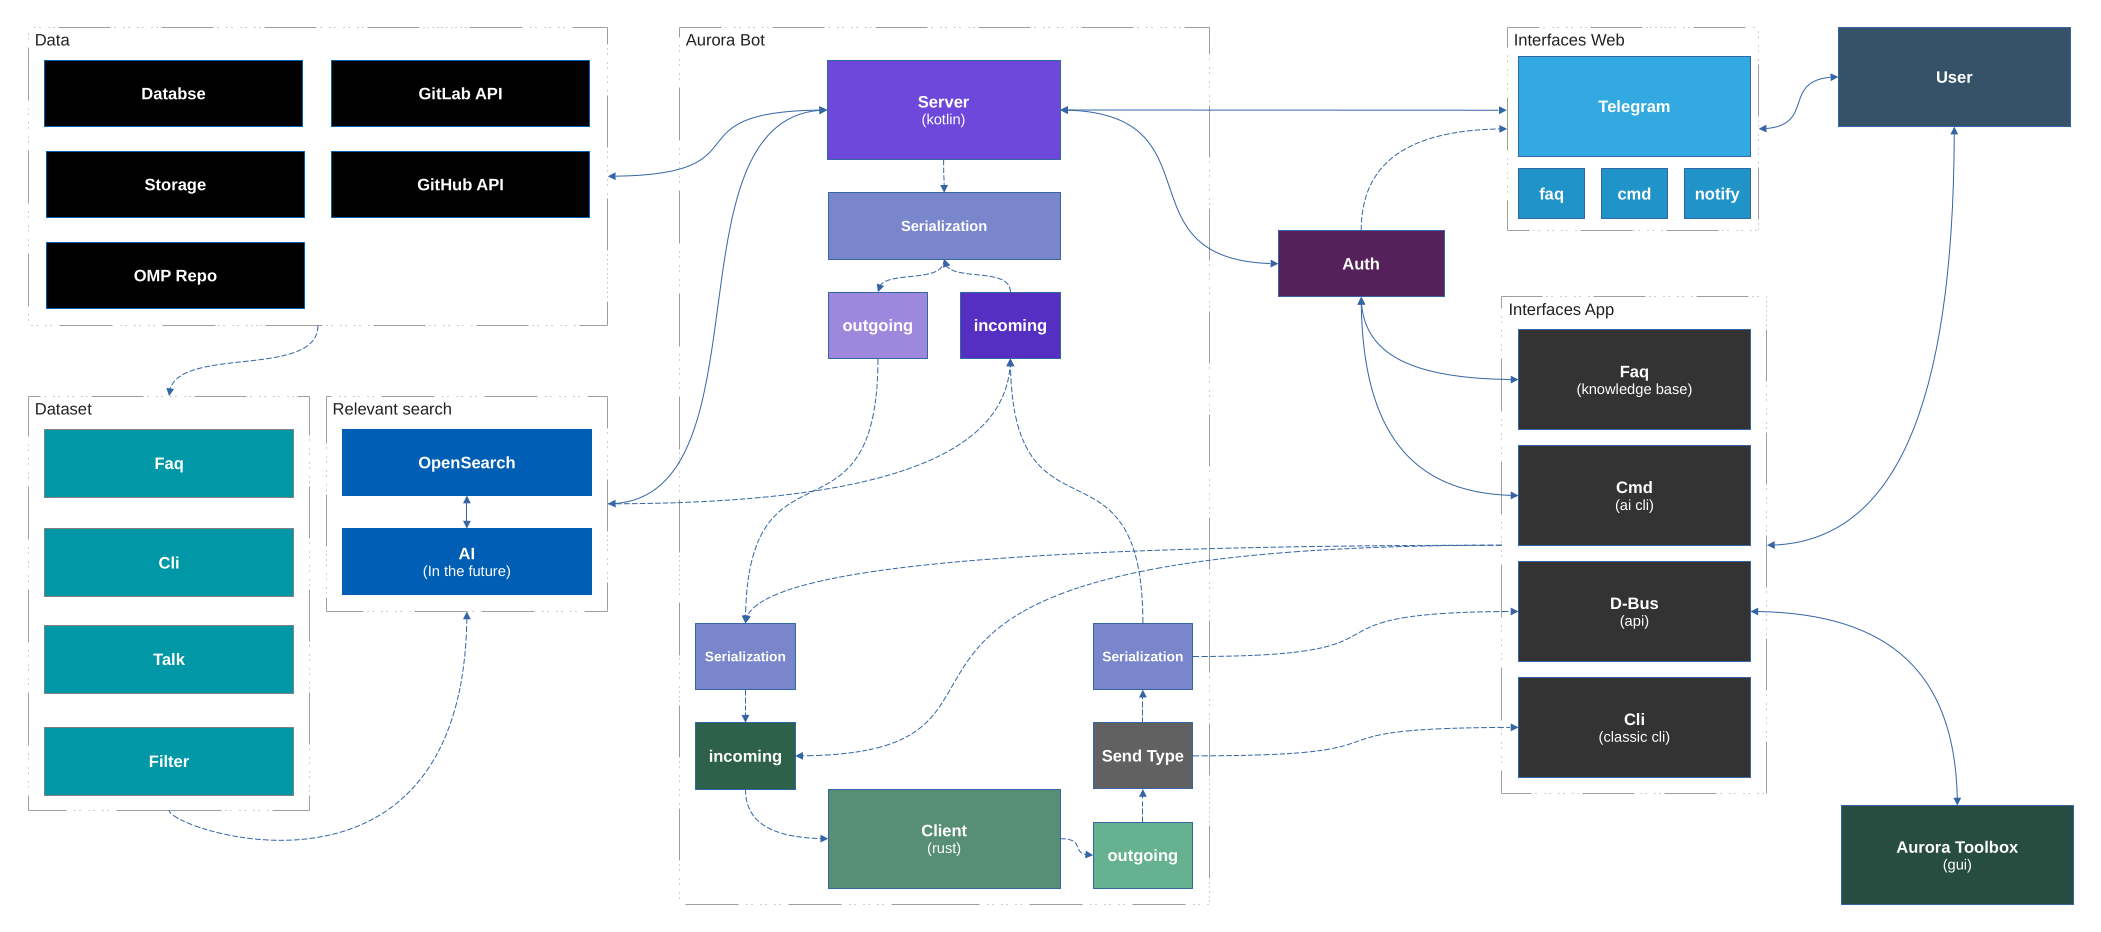 Data
Databse
GitLab API
Storage
GitHub API
OMP Repo
Dataset
Faq
Cli
Talk
Filter
Relevant search
OpenSearch
AI
(In the future)
Aurora Bot
Server
(kotlin)
Serialization
outgoing
incoming
Serialization
Serialization
incoming
Send Type
Client
(rust)
outgoing
Auth
Interfaces Web
Telegram
faq
cmd
notify
Interfaces App
Faq
(knowledge base)
Cmd
(ai cli)
D-Bus
(api)
Cli
(classic cli)
User
Aurora Toolbox
(gui)